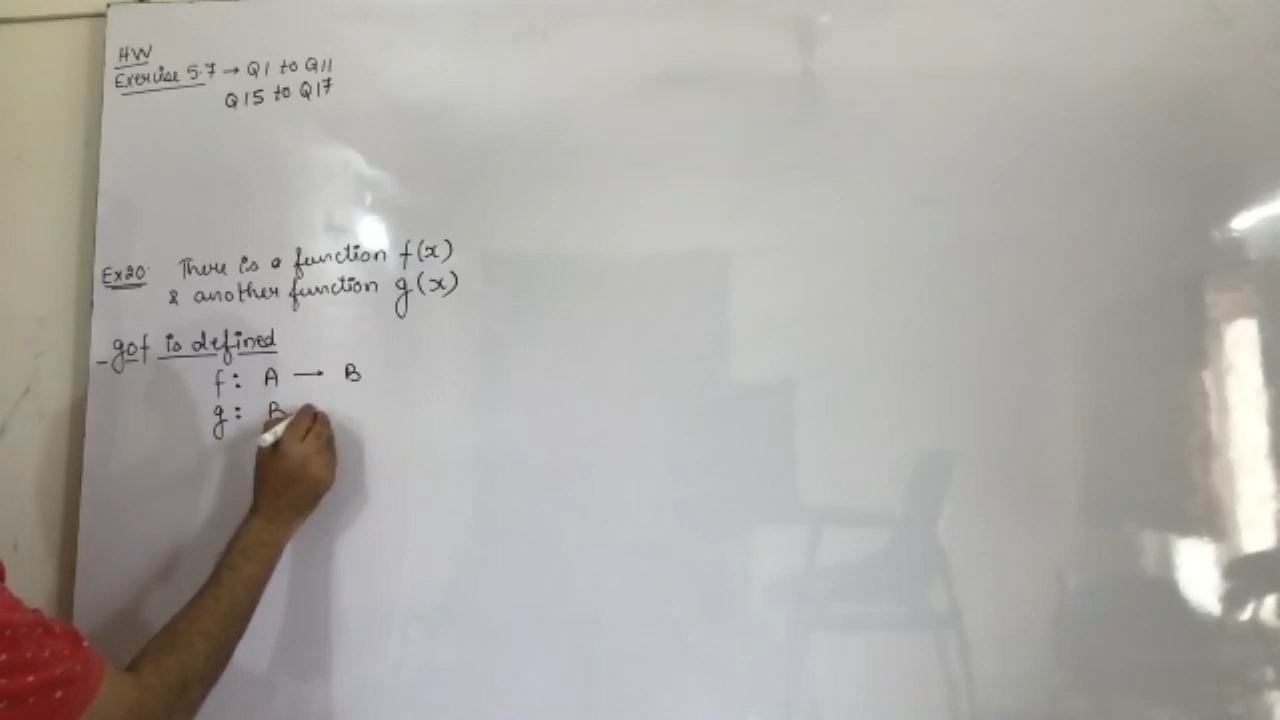 HW
Exercise 5.7 → Q1 to Q11
Q15 to Q17
Ex20. There is a function f(x)
& another function g(x)
- gof is defined
f : A → B
g : B